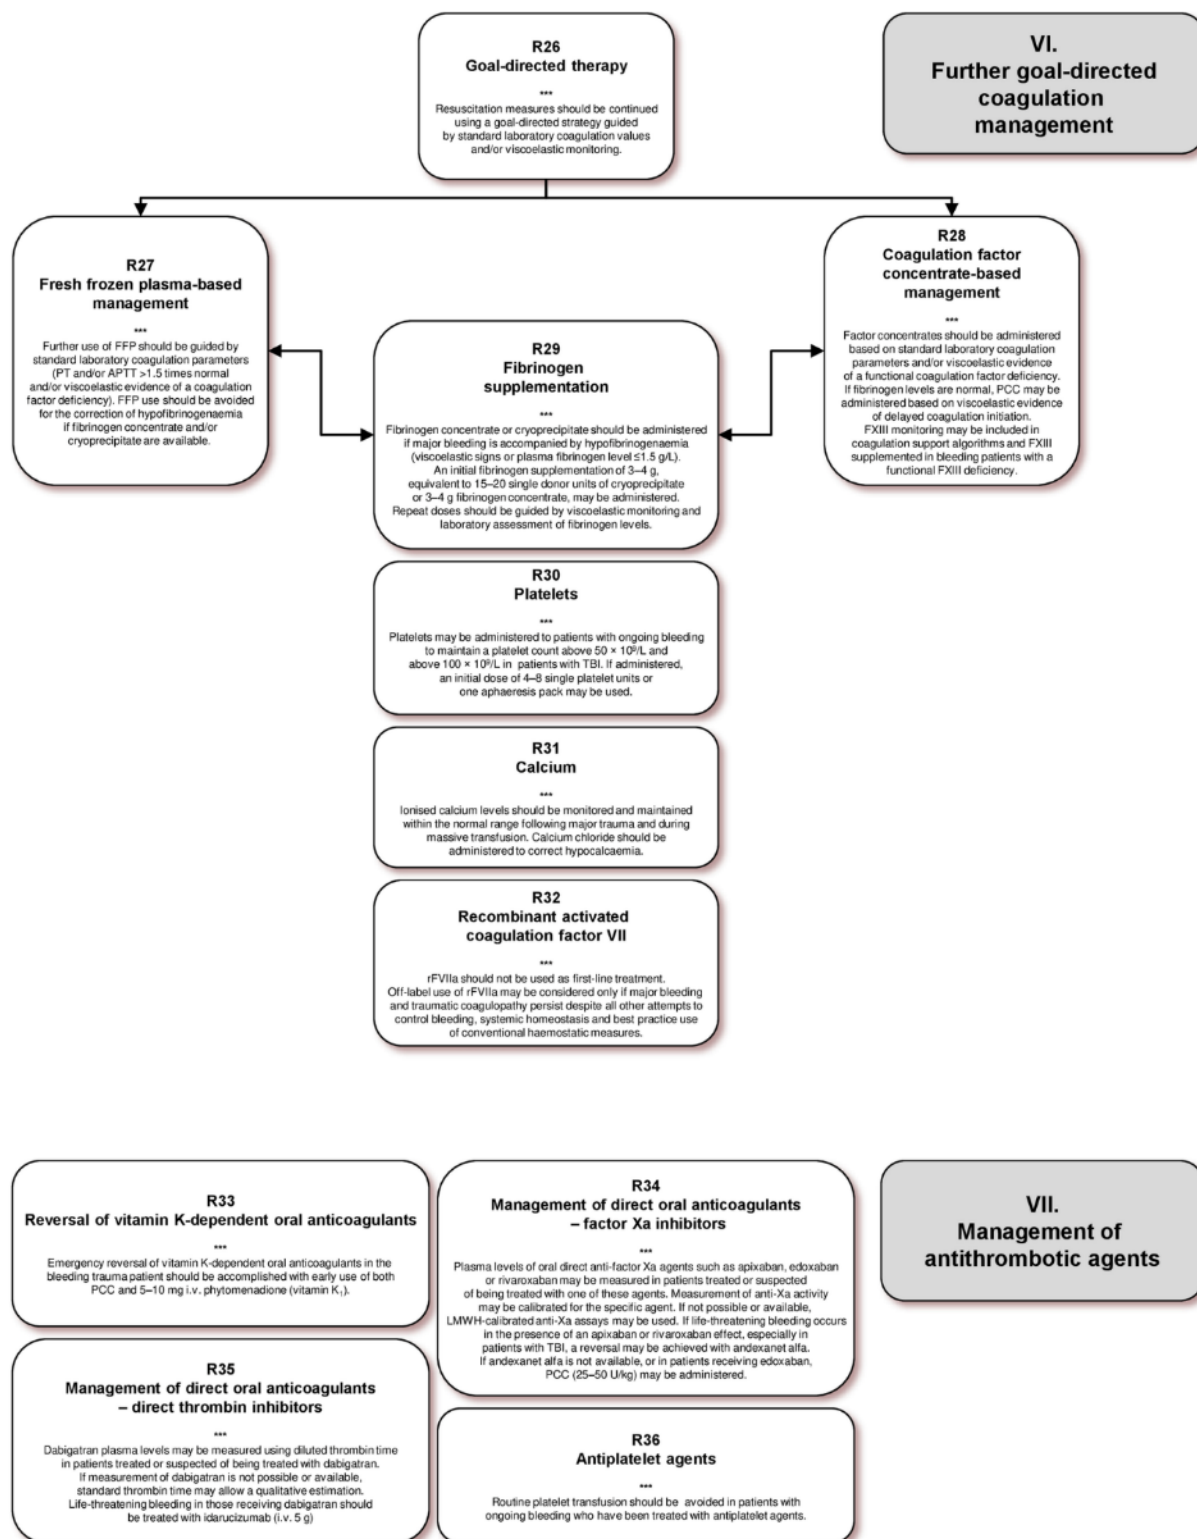 R26
Goal-directed therapy
***
Resuscitation measures should be continued
using a goal-directed strategy guided
by standard laboratory coagulation values
and/or viscoelastic monitoring.
VI.
Further goal-directed
coagulation
management
R27
Fresh frozen plasma-based
management
***
Further use of FFP should be guided by
standard laboratory coagulation parameters
(PT and/or APTT >1.5 times normal
and/or viscoelastic evidence of a coagulation
factor deficiency). FFP use should be avoided
for the correction of hypofibrinogenaemia
if fibrinogen concentrate and/or
cryoprecipitate are available.
R28
Coagulation factor
concentrate-based
management
***
Factor concentrates should be administered
based on standard laboratory coagulation
parameters and/or viscoelastic evidence
of a functional coagulation factor deficiency.
If fibrinogen levels are normal, PCC may be
administered based on viscoelastic evidence
of delayed coagulation initiation.
FXIII monitoring may be included in
coagulation support algorithms and FXIII
supplemented in bleeding patients with a
functional FXIII deficiency.
R29
Fibrinogen
supplementation
***
Fibrinogen concentrate or cryoprecipitate should be administered
if major bleeding is accompanied by hypofibrinogenaemia
(viscoelastic signs or plasma fibrinogen level ≤1.5 g/L).
An initial fibrinogen supplementation of 3–4 g,
equivalent to 15–20 single donor units of cryoprecipitate
or 3–4 g fibrinogen concentrate, may be administered.
Repeat doses should be guided by viscoelastic monitoring and
laboratory assessment of fibrinogen levels.
R30
Platelets
***
Platelets may be administered to patients with ongoing bleeding
to maintain a platelet count above 50 × 10⁹/L and
above 100 × 10⁹/L in patients with TBI. If administered,
an initial dose of 4–8 single platelet units or
one aphaeresis pack may be used.
R31
Calcium
***
Ionised calcium levels should be monitored and maintained
within the normal range following major trauma and during
massive transfusion. Calcium chloride should be
administered to correct hypocalcaemia.
R32
Recombinant activated
coagulation factor VII
***
rFVIIa should not be used as first-line treatment.
Off-label use of rFVIIa may be considered only if major bleeding
and traumatic coagulopathy persist despite all other attempts to
control bleeding, systemic homeostasis and best practice use
of conventional haemostatic measures.
R33
Reversal of vitamin K-dependent oral anticoagulants
***
Emergency reversal of vitamin K-dependent oral anticoagulants in the
bleeding trauma patient should be accomplished with early use of both
PCC and 5–10 mg i.v. phytomenadione (vitamin K₁).
R34
Management of direct oral anticoagulants
– factor Xa inhibitors
***
Plasma levels of oral direct anti-factor Xa agents such as apixaban, edoxaban
or rivaroxaban may be measured in patients treated or suspected
of being treated with one of these agents. Measurement of anti-Xa activity
may be calibrated for the specific agent. If not possible or available,
LMWH-calibrated anti-Xa assays may be used. If life-threatening bleeding occurs
in the presence of an apixaban or rivaroxaban effect, especially in
patients with TBI, a reversal may be achieved with andexanet alfa.
If andexanet alfa is not available, or in patients receiving edoxaban,
PCC (25–50 U/kg) may be administered.
VII.
Management of
antithrombotic agents
R35
Management of direct oral anticoagulants
– direct thrombin inhibitors
***
Dabigatran plasma levels may be measured using diluted thrombin time
in patients treated or suspected of being treated with dabigatran.
If measurement of dabigatran is not possible or available,
standard thrombin time may allow a qualitative estimation.
Life-threatening bleeding in those receiving dabigatran should
be treated with idarucizumab (i.v. 5 g)
R36
Antiplatelet agents
***
Routine platelet transfusion should be avoided in patients with
ongoing bleeding who have been treated with antiplatelet agents.